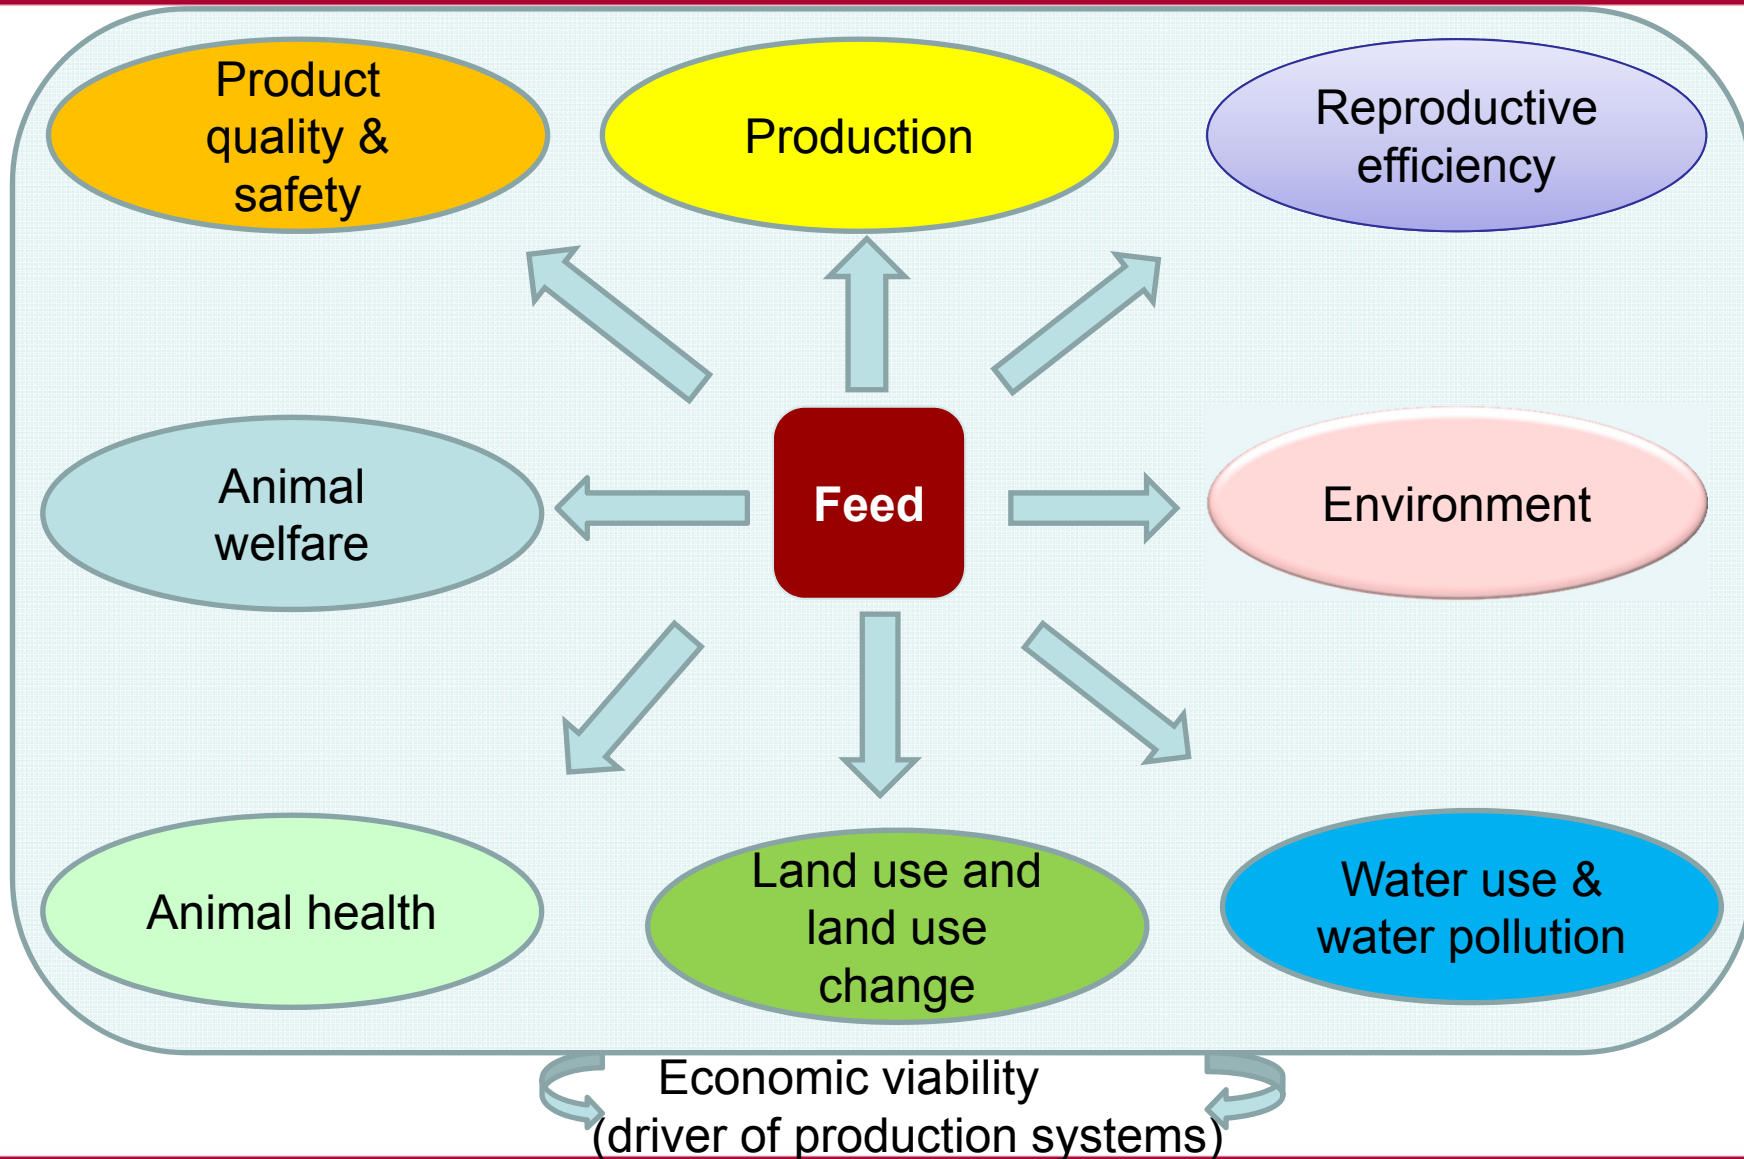 Product
quality &
safety
Production
Reproductive
efficiency
Animal
welfare
Feed
Environment
Animal health
Land use and
land use
change
Water use &
water pollution
Economic viability
(driver of production systems)